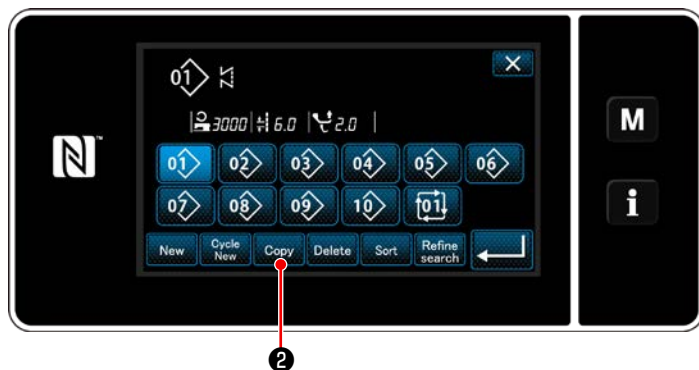 01
3000 6.0 2.0
01 02 03 04 05 06
07 08 09 10 01
New Cycle New Copy Delete Sort Refine search
M
i
N
2